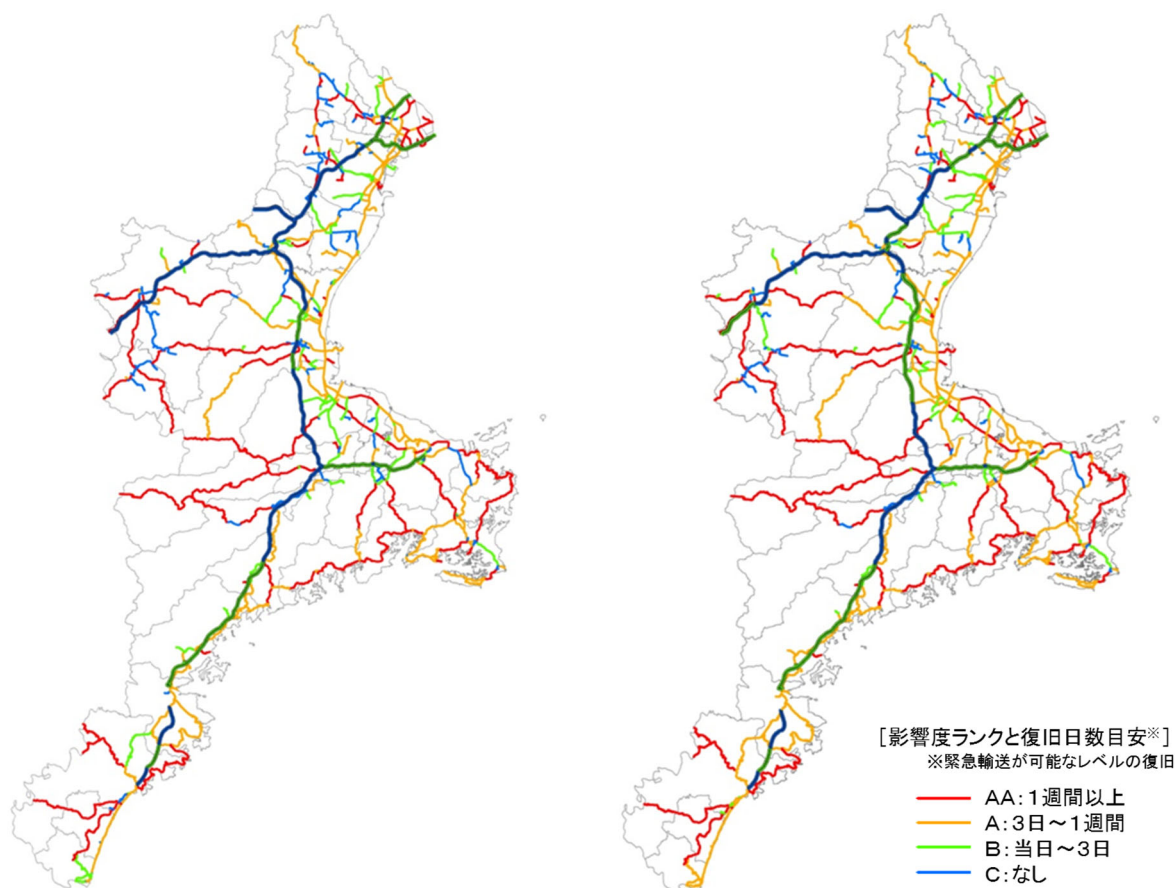 [影響度ランクと復旧日数目安※]
※緊急輸送が可能なレベルの復旧
AA:1週間以上
A:3日～1週間
B:当日～3日
C:なし